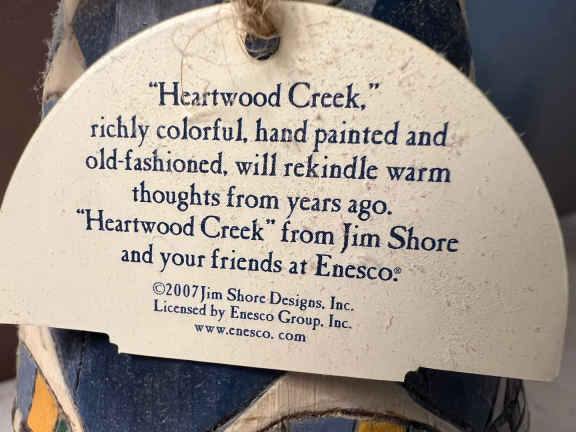 “Heartwood Creek,”
richly colorful, hand painted and
old-fashioned, will rekindle warm
thoughts from years ago.
“Heartwood Creek” from Jim Shore
and your friends at Enesco.®
©2007 Jim Shore Designs, Inc.
Licensed by Enesco Group, Inc.
www.enesco.com